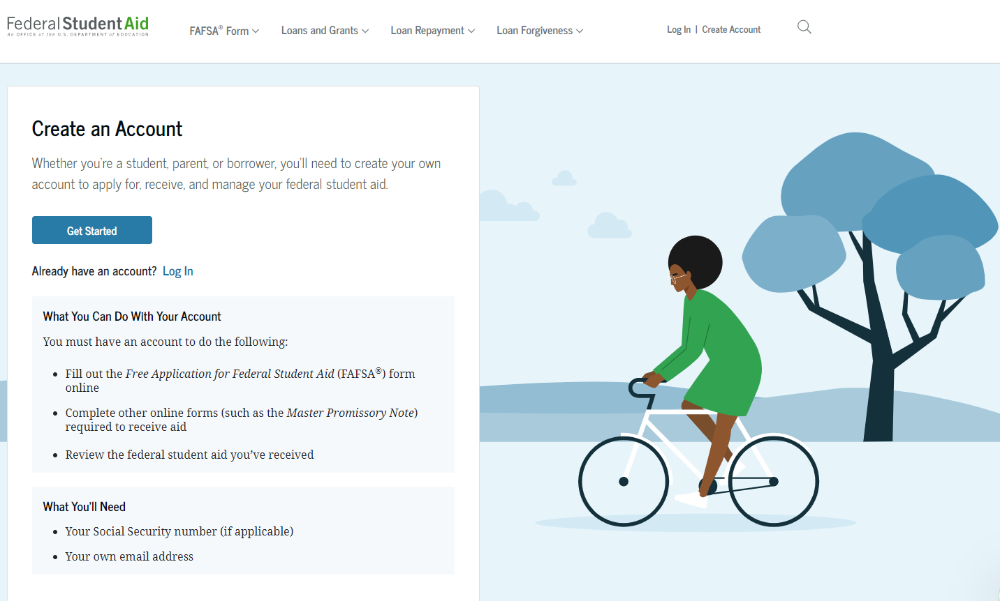 Federal Student Aid
An OFFICE of the U.S. DEPARTMENT of EDUCATION
FAFSA® Form
Loans and Grants
Loan Repayment
Loan Forgiveness
Log In | Create Account
Create an Account
Whether you're a student, parent, or borrower, you'll need to create your own
account to apply for, receive, and manage your federal student aid.
Get Started
Already have an account? Log In
What You Can Do With Your Account
You must have an account to do the following:
• Fill out the Free Application for Federal Student Aid (FAFSA®) form
online
• Complete other online forms (such as the Master Promissory Note)
required to receive aid
• Review the federal student aid you’ve received
What You'll Need
• Your Social Security number (if applicable)
• Your own email address